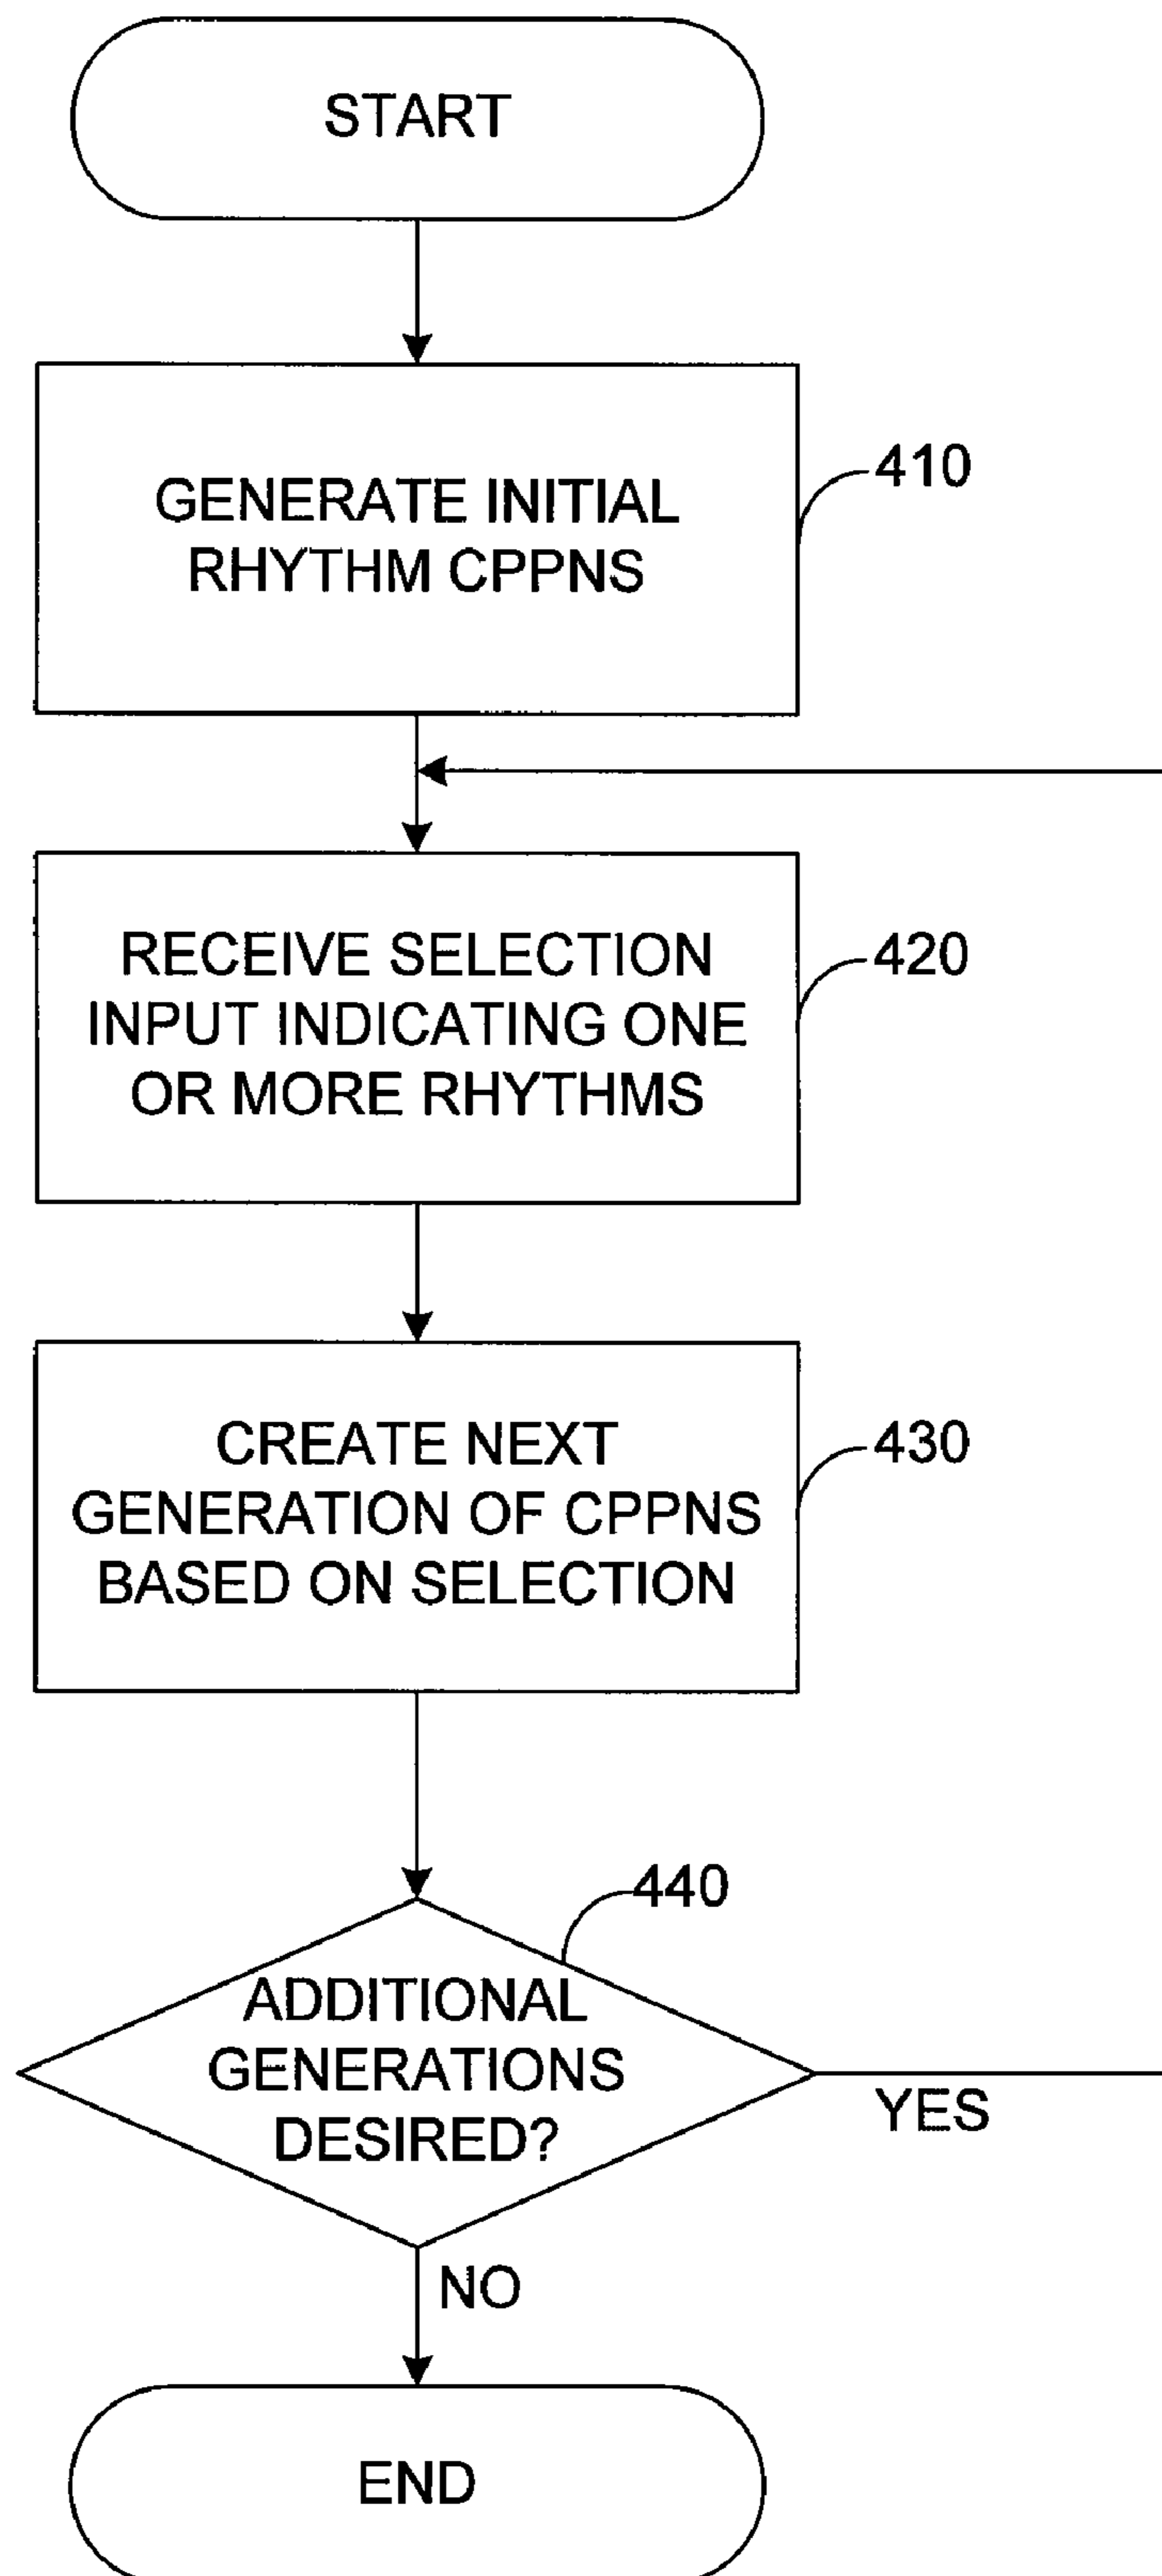 START
GENERATE INITIAL
RHYTHM CPPNS
410
RECEIVE SELECTION
INPUT INDICATING ONE
OR MORE RHYTHMS
420
CREATE NEXT
GENERATION OF CPPNS
BASED ON SELECTION
430
440
ADDITIONAL
GENERATIONS
DESIRED?
YES
NO
END